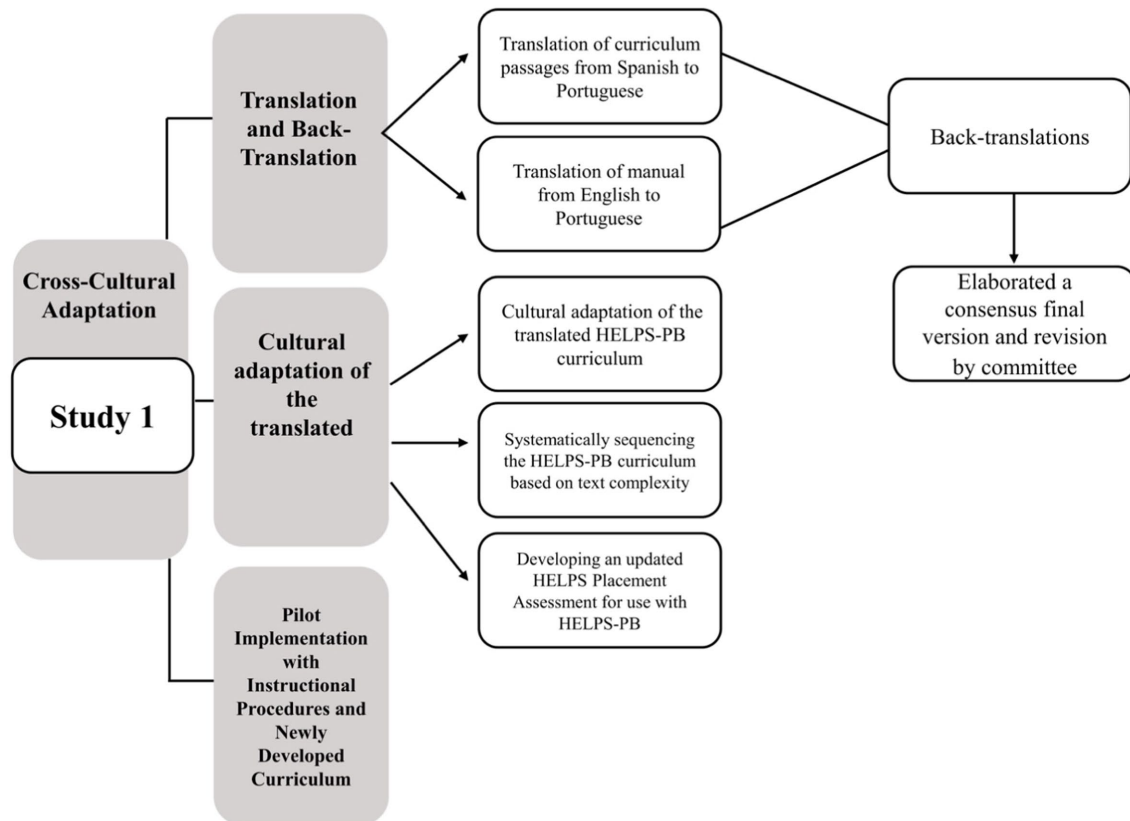 Cross-Cultural
Adaptation
Study 1
Translation
and Back-
Translation
Translation of curriculum
passages from Spanish to
Portuguese
Translation of manual
from English to
Portuguese
Back-translations
Elaborated a
consensus final
version and revision
by committee
Cultural
adaptation of
the
translated
Cultural adaptation of the
translated HELPS-PB
curriculum
Systematically sequencing
the HELPS-PB curriculum
based on text complexity
Developing an updated
HELPS Placement
Assessment for use with
HELPS-PB
Pilot
Implementation
with
Instructional
Procedures and
Newly
Developed
Curriculum